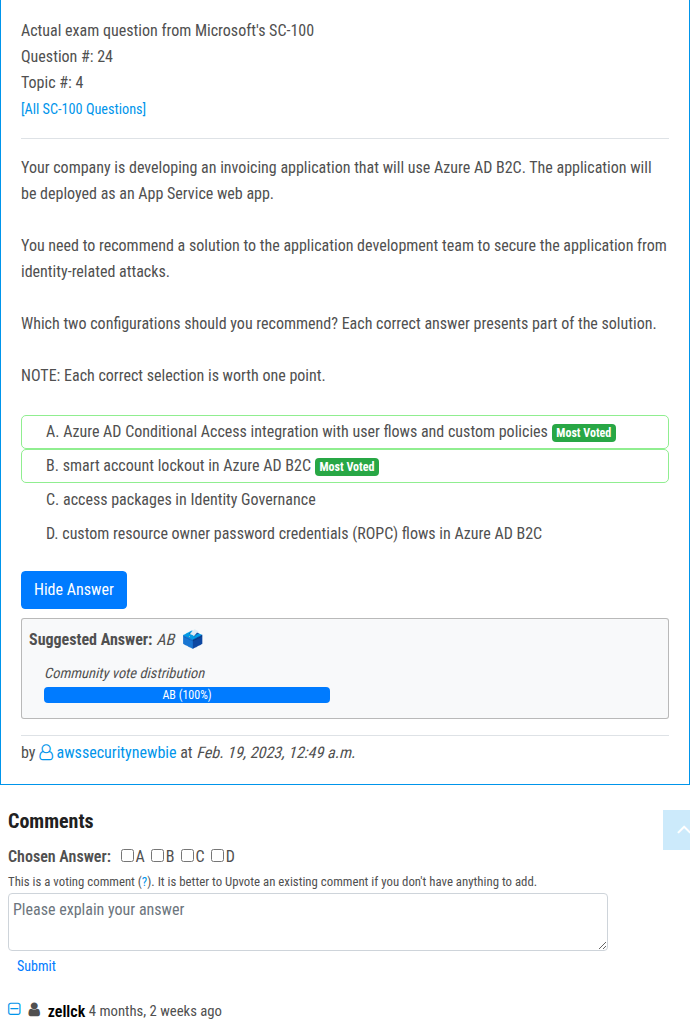 Actual exam question from Microsoft's SC-100
Question #: 24
Topic #: 4
[All SC-100 Questions]
Your company is developing an invoicing application that will use Azure AD B2C. The application will
be deployed as an App Service web app.
You need to recommend a solution to the application development team to secure the application from
identity-related attacks.
Which two configurations should you recommend? Each correct answer presents part of the solution.
NOTE: Each correct selection is worth one point.
A. Azure AD Conditional Access integration with user flows and custom policies Most Voted
B. smart account lockout in Azure AD B2C Most Voted
C. access packages in Identity Governance
D. custom resource owner password credentials (ROPC) flows in Azure AD B2C
Hide Answer
Suggested Answer: AB
Community vote distribution
AB (100%)
by awssecuritynewbie at Feb. 19, 2023, 12:49 a.m.
Comments
Chosen Answer: A B C D
This is a voting comment (?). It is better to Upvote an existing comment if you don't have anything to add.
Please explain your answer
Submit
zellck 4 months, 2 weeks ago